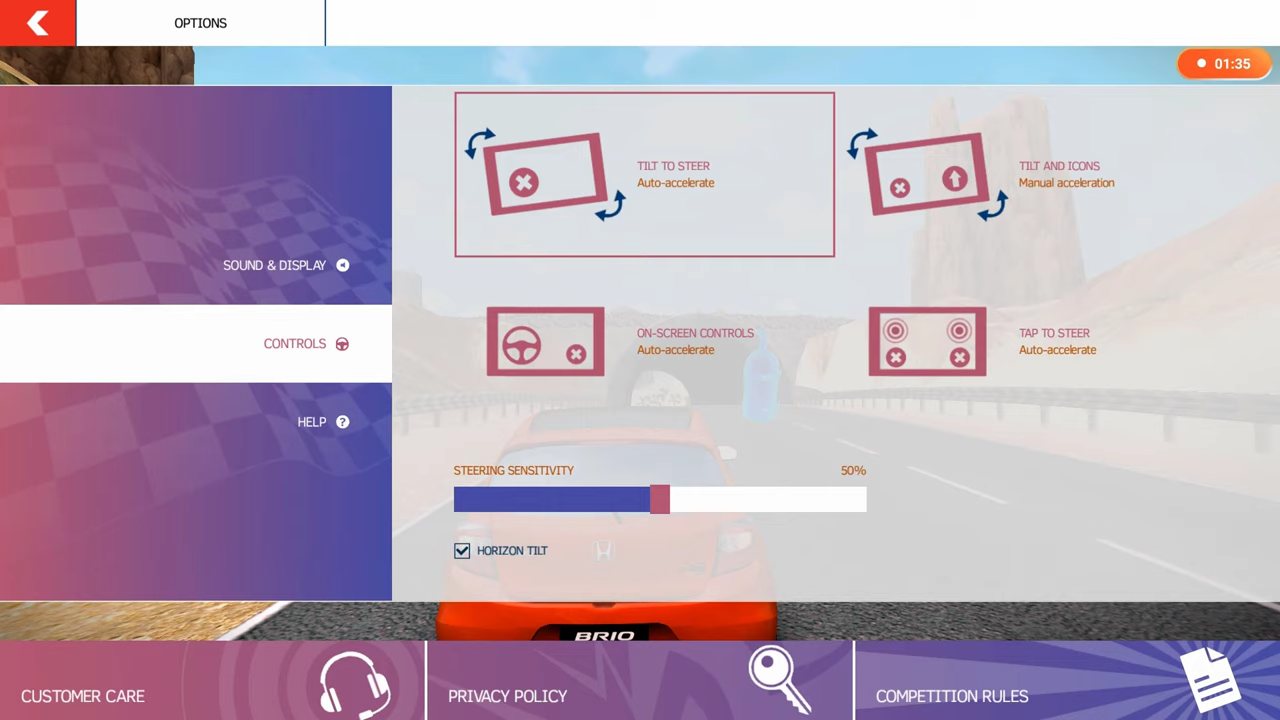 OPTIONS
01:35
TILT TO STEER
Auto-accelerate
TILT AND ICONS
Manual acceleration
SOUND & DISPLAY
CONTROLS
HELP
ON-SCREEN CONTROLS
Auto-accelerate
TAP TO STEER
Auto-accelerate
STEERING SENSITIVITY 50%
HORIZON TILT
BRIO
CUSTOMER CARE
PRIVACY POLICY
COMPETITION RULES